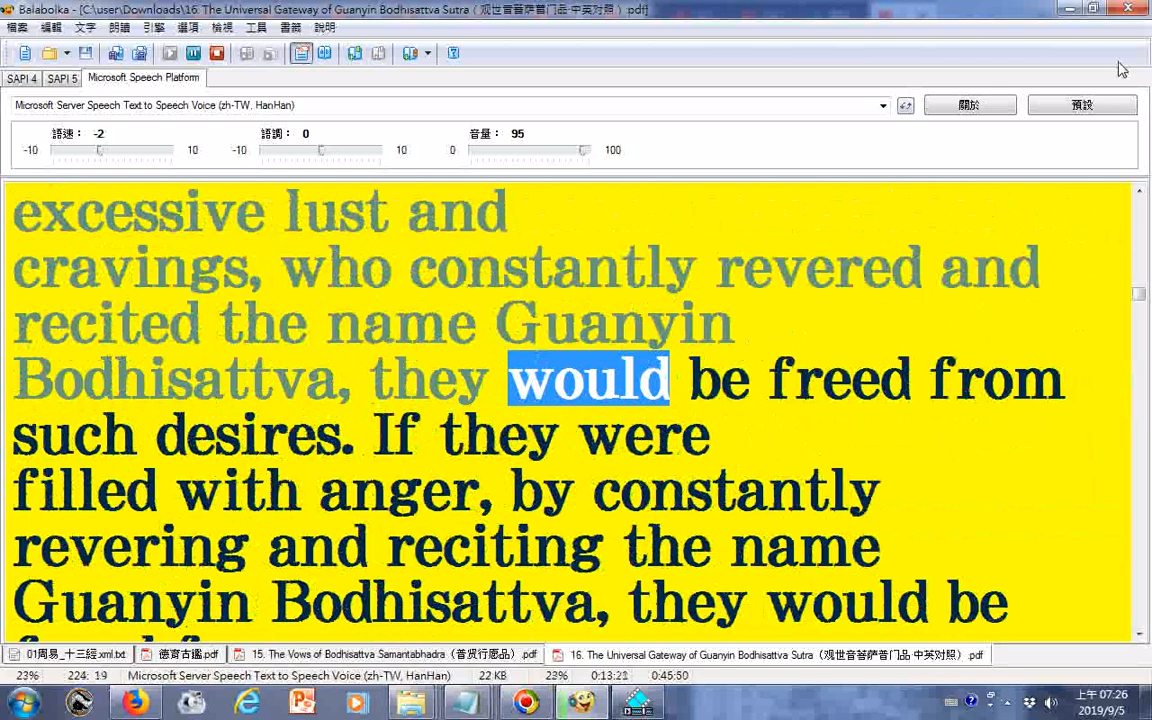 Balabolka - [C:\user\Downloads\16. The Universal Gateway of Guanyin Bodhisattva Sutra（观世音菩萨普门品·中英对照）.pdf]
檔案 編輯 文字 朗讀 引擎 選項 檢視 工具 書籤 說明
SAPI 4 SAPI 5 Microsoft Speech Platform
Microsoft Server Speech Text to Speech Voice (zh-TW, HanHan) 關於 預設
語速： -2 語調： 0 音量： 95
-10 10 -10 10 0 100
excessive lust and
cravings, who constantly revered and
recited the name Guanyin
Bodhisattva, they would be freed from
such desires. If they were
filled with anger, by constantly
revering and reciting the name
Guanyin Bodhisattva, they would be
01周易_十三經.xml.txt 德育古鑑.pdf 15. The Vows of Bodhisattva Samantabhadra（普贤行愿品）.pdf 16. The Universal Gateway of Guanyin Bodhisattva Sutra（观世音菩萨普门品·中英对照）.pdf
23% 224: 19 Microsoft Server Speech Text to Speech Voice (zh-TW, HanHan) 22 KB 23% 0:13:21 0:45:50
上午 07:26
2019/9/5